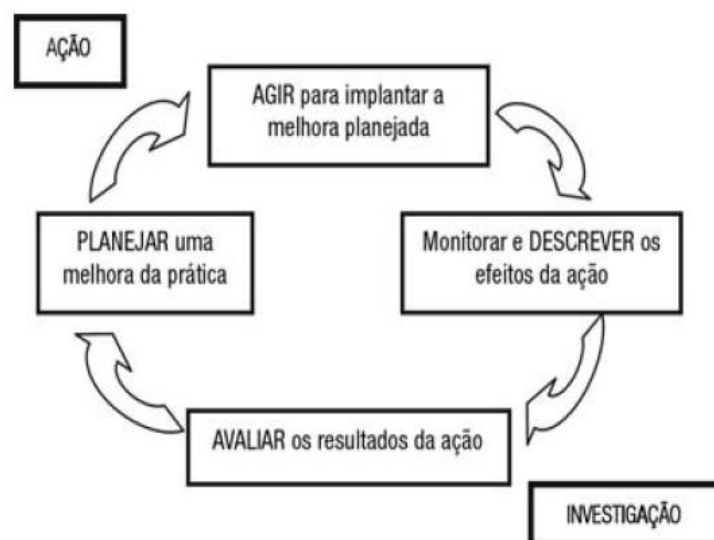 AÇÃO
AGIR para implantar a
melhora planejada
PLANEJAR uma
melhora da prática
Monitorar e DESCREVER os
efeitos da ação
AVALIAR os resultados da ação
INVESTIGAÇÃO